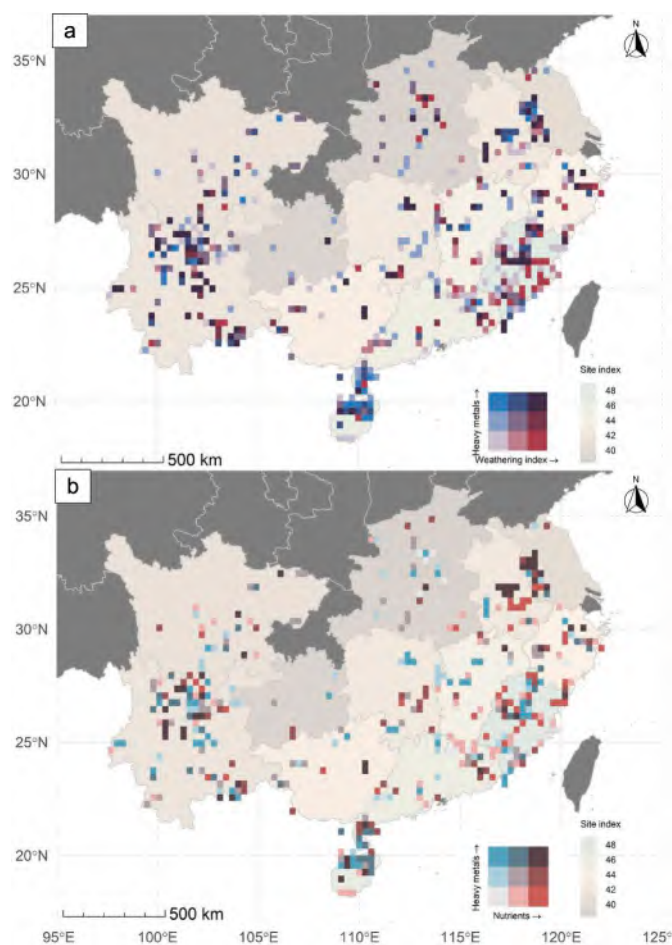 a
N
35°N
30°N
25°N
20°N
Heavy metals →
Weathering index →
Site index
48
46
44
42
40
500 km
b
N
35°N
30°N
25°N
20°N
Heavy metals →
Nutrients →
Site index
48
46
44
42
40
500 km
95°E
100°E
110°E
115°E
120°E
125°